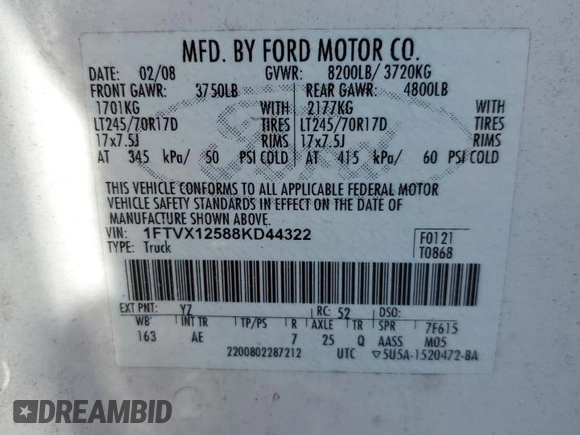 MFD. BY FORD MOTOR CO.
DATE: 02/08 GVWR: 8200LB/ 3720KG
FRONT GAWR: 3750LB REAR GAWR: 4800LB
1701KG WITH 2177KG WITH
LT245/70R17D TIRES LT245/70R17D TIRES
17x7.5J RIMS 17x7.5J RIMS
AT 345 kPa/ 50 PSI COLD AT 415 kPa/ 60 PSI COLD
THIS VEHICLE CONFORMS TO ALL APPLICABLE FEDERAL MOTOR
VEHICLE SAFETY STANDARDS IN EFFECT ON THE DATE OF
MANUFACTURE SHOWN ABOVE.
VIN: 1FTVX12588KD44322 F0121
TYPE: Truck T0868
EXT PNT: YZ RC: 52 DSO:
WB INT TR TP/PS R AXLE TR SPR 7F615
163 AE 7 25 Q AASS M05
2200802287212 UTC ▽5U5A-1520472-BA
DREAMBID